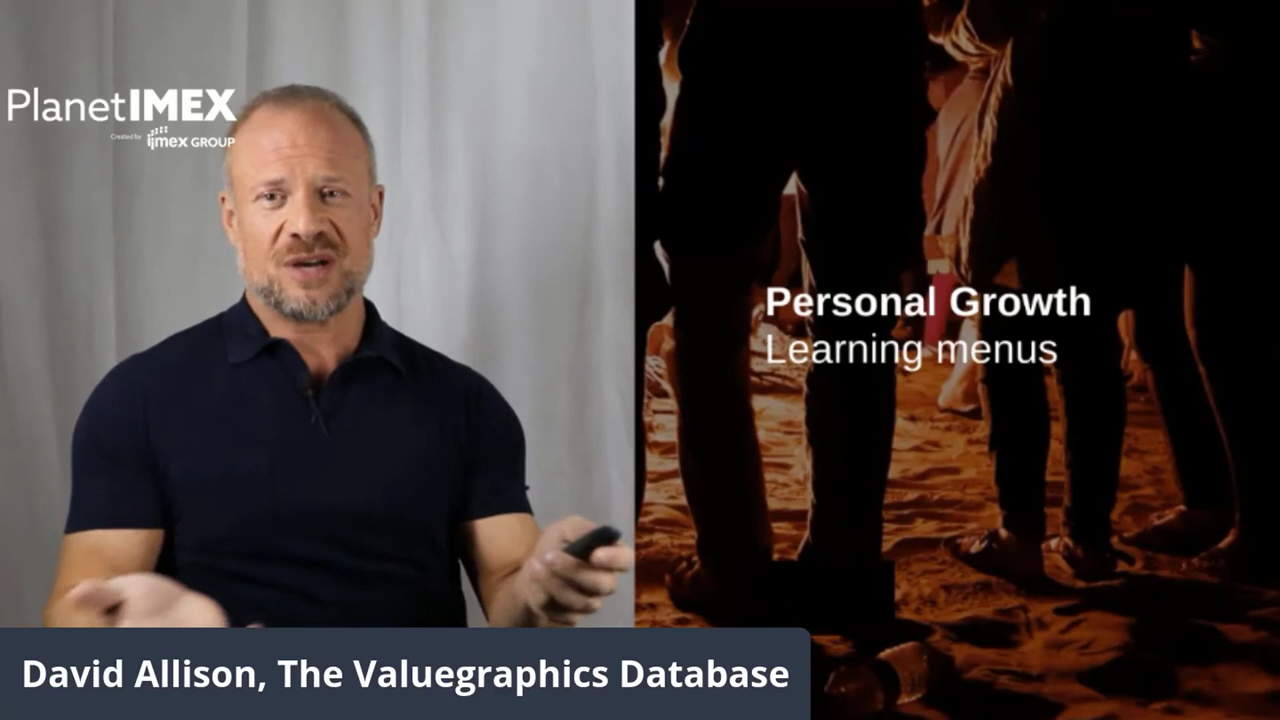 PlanetIMEX
Created by imex GROUP
Personal Growth
Learning menus
David Allison, The Valuegraphics Database